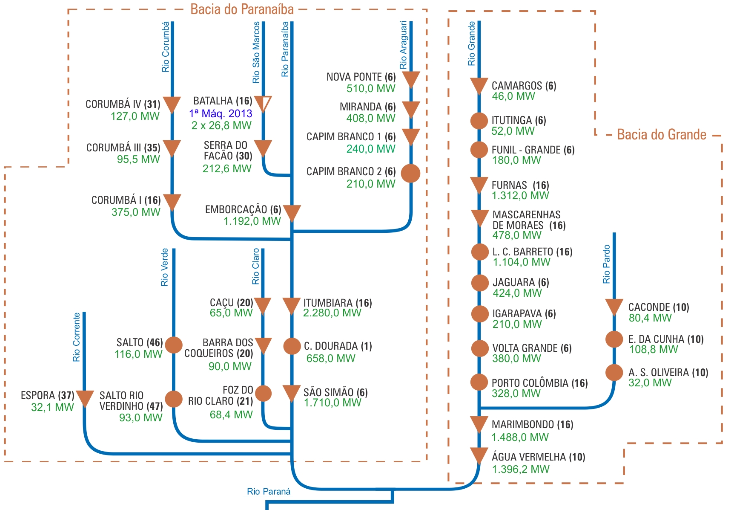 Bacia do Paranaíba
Rio Corumbá
Rio São Marcos
Rio Paranaíba
Rio Araguari
Rio Grande
CORUMBÁ IV (31)
127,0 MW
CORUMBÁ III (35)
95,5 MW
CORUMBÁ I (16)
375,0 MW
BATALHA (16)
1ª Máq. 2013
2 x 26,8 MW
SERRA DO
FACÃO (30)
212,6 MW
EMBORCAÇÃO (6)
1.192,0 MW
NOVA PONTE (6)
510,0 MW
MIRANDA (6)
408,0 MW
CAPIM BRANCO 1 (6)
240,0 MW
CAPIM BRANCO 2 (6)
210,0 MW
Rio Verde
Rio Claro
Rio Corrente
CAÇU (20)
65,0 MW
BARRA DOS
COQUEIROS (20)
90,0 MW
FOZ DO
RIO CLARO (21)
68,4 MW
SALTO (46)
116,0 MW
SALTO RIO
VERDINHO (47)
93,0 MW
ESPORA (37)
32,1 MW
ITUMBIARA (16)
2.280,0 MW
C. DOURADA (1)
658,0 MW
SÃO SIMÃO (6)
1.710,0 MW
Bacia do Grande
CAMARGOS (6)
46,0 MW
ITUTINGA (6)
52,0 MW
FUNIL - GRANDE (6)
180,0 MW
FURNAS (16)
1.312,0 MW
MASCARENHAS
DE MORAES (16)
478,0 MW
L. C. BARRETO (16)
1.104,0 MW
JAGUARA (6)
424,0 MW
IGARAPAVA (6)
210,0 MW
VOLTA GRANDE (6)
380,0 MW
PORTO COLÔMBIA (16)
328,0 MW
MARIMBONDO (16)
1.488,0 MW
ÁGUA VERMELHA (10)
1.396,2 MW
Rio Pardo
CACONDE (10)
80,4 MW
E. DA CUNHA (10)
108,8 MW
A. S. OLIVEIRA (10)
32,0 MW
Rio Paraná